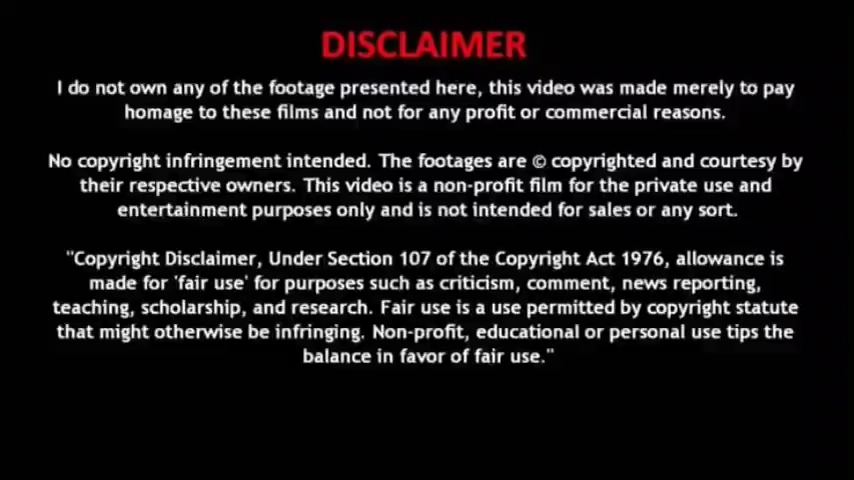 DISCLAIMER
I do not own any of the footage presented here, this video was made merely to pay
homage to these films and not for any profit or commercial reasons.
No copyright infringement intended. The footages are © copyrighted and courtesy by
their respective owners. This video is a non-profit film for the private use and
entertainment purposes only and is not intended for sales or any sort.
"Copyright Disclaimer, Under Section 107 of the Copyright Act 1976, allowance is
made for 'fair use' for purposes such as criticism, comment, news reporting,
teaching, scholarship, and research. Fair use is a use permitted by copyright statute
that might otherwise be infringing. Non-profit, educational or personal use tips the
balance in favor of fair use."